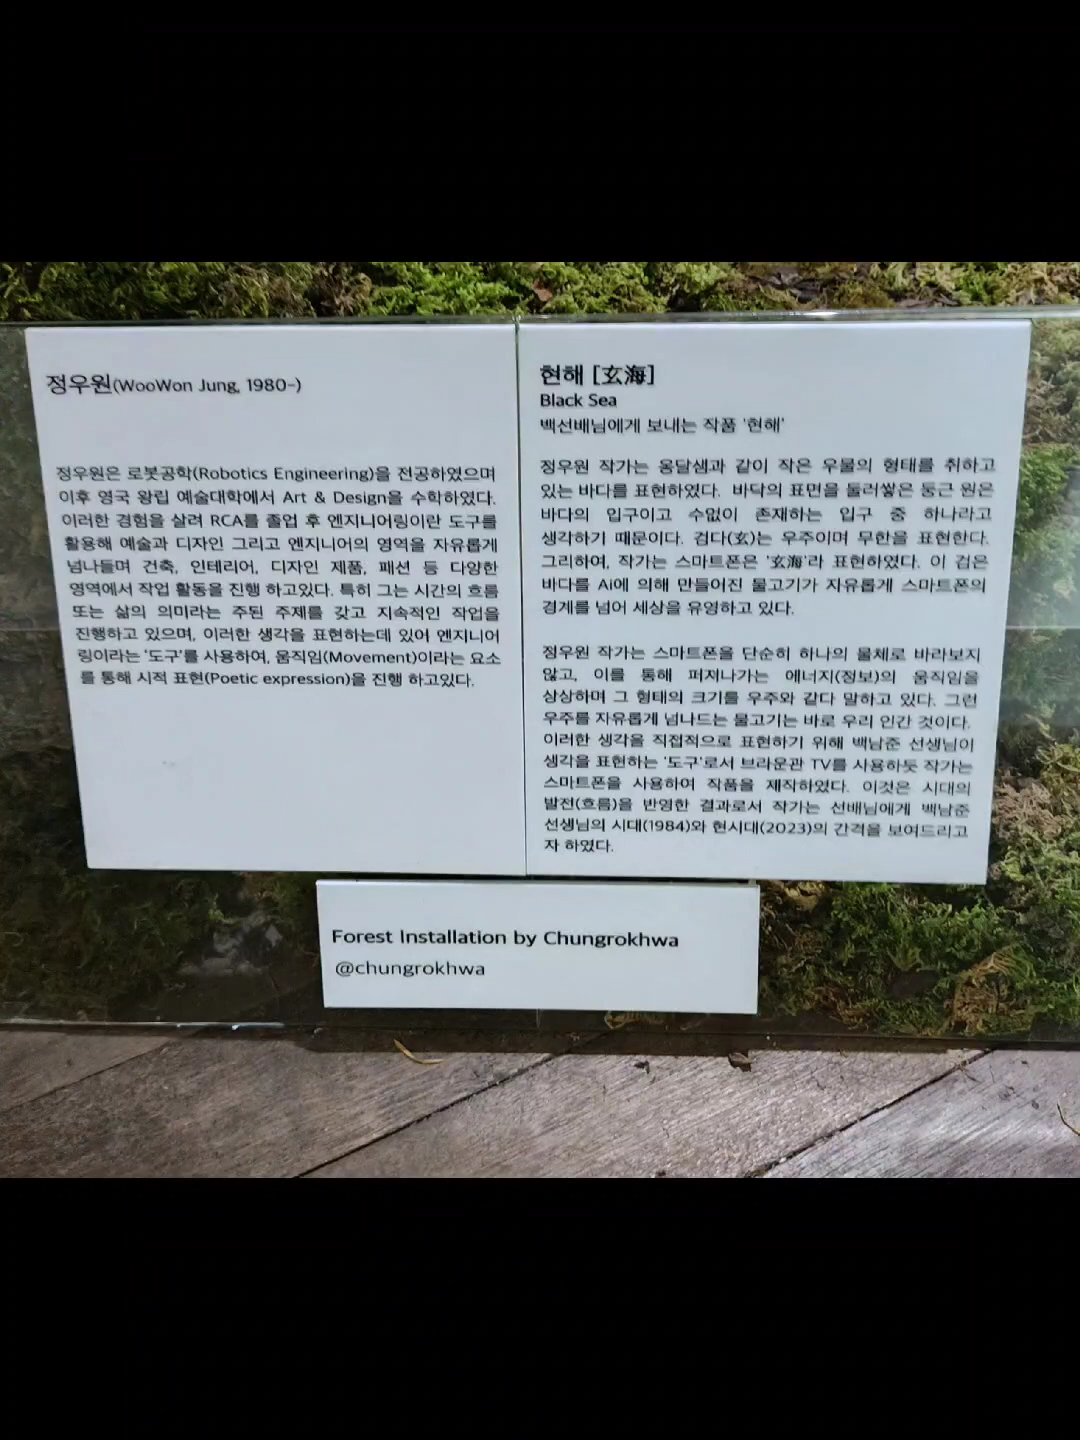 정우원(WooWon Jung, 1980-)
정우원은 로봇공학(Robotics Engineering)을 전공하였으며
이후 영국 왕립 예술대학에서 Art & Design을 수학하였다.
이러한 경험을 살려 RCA를 졸업 후 엔지니어링이란 도구를
활용해 예술과 디자인 그리고 엔지니어의 영역을 자유롭게
넘나들며 건축, 인테리어, 디자인 제품, 패션 등 다양한
영역에서 작업 활동을 진행 하고있다. 특히 그는 시간의 흐름
또는 삶의 의미라는 주된 주제를 갖고 지속적인 작업을
진행하고 있으며, 이러한 생각을 표현하는데 있어 엔지니어
링이라는 '도구'를 사용하여, 움직임(Movement)이라는 요소
를 통해 시적 표현(Poetic expression)을 진행 하고있다.
현해 [玄海]
Black Sea
백선배님에게 보내는 작품 '현해'
정우원 작가는 옹달샘과 같이 작은 우물의 형태를 취하고
있는 바다를 표현하였다. 바닥의 표면을 둘러쌓은 둥근 원은
바다의 입구이고 수없이 존재하는 입구 중 하나라고
생각하기 때문이다. 검다(玄)는 우주이며 무한을 표현한다.
그리하여, 작가는 스마트폰은 '玄海'라 표현하였다. 이 검은
바다를 Ai에 의해 만들어진 물고기가 자유롭게 스마트폰의
경계를 넘어 세상을 유영하고 있다.
정우원 작가는 스마트폰을 단순히 하나의 물체로 바라보지
않고, 이를 통해 퍼져나가는 에너지(정보)의 움직임을
상상하며 그 형태의 크기를 우주와 같다 말하고 있다. 그런
우주를 자유롭게 넘나드는 물고기는 바로 우리 인간 것이다.
이러한 생각을 직접적으로 표현하기 위해 백남준 선생님이
생각을 표현하는 '도구'로서 브라운관 TV를 사용하듯 작가는
스마트폰을 사용하여 작품을 제작하였다. 이것은 시대의
발전(흐름)을 반영한 결과로서 작가는 선배님에게 백남준
선생님의 시대(1984)와 현시대(2023)의 간격을 보여드리고
자 하였다.
Forest Installation by Chungrokhwa
@chungrokhwa